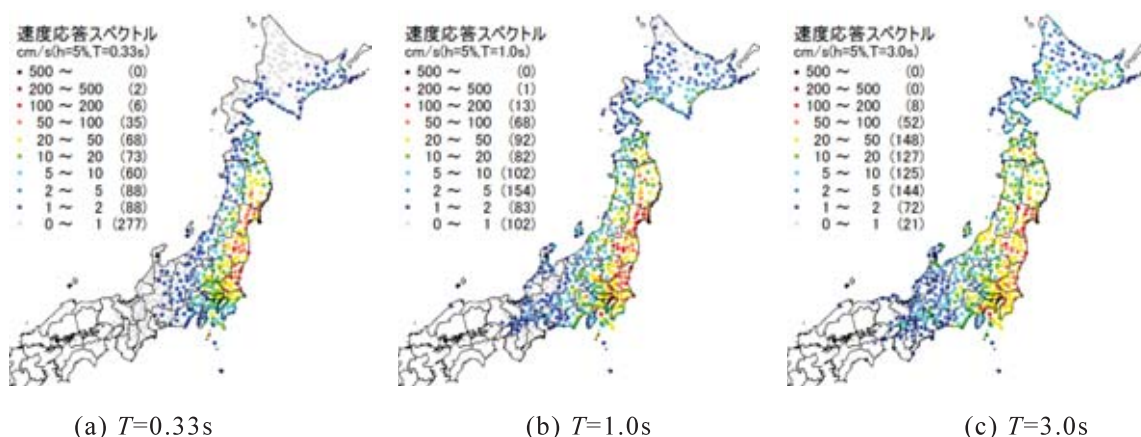 速度応答スペクトル
cm/s(h=5%,T=0.33s)
500 ～ (0)
200 ～ 500 (2)
100 ～ 200 (6)
50 ～ 100 (35)
20 ～ 50 (68)
10 ～ 20 (73)
5 ～ 10 (60)
2 ～ 5 (88)
1 ～ 2 (88)
0 ～ 1 (277)
(a) T=0.33s
速度応答スペクトル
cm/s(h=5%,T=1.0s)
500 ～ (0)
200 ～ 500 (1)
100 ～ 200 (13)
50 ～ 100 (68)
20 ～ 50 (92)
10 ～ 20 (82)
5 ～ 10 (102)
2 ～ 5 (154)
1 ～ 2 (83)
0 ～ 1 (102)
(b) T=1.0s
速度応答スペクトル
cm/s(h=5%,T=3.0s)
500 ～ (0)
200 ～ 500 (0)
100 ～ 200 (8)
50 ～ 100 (52)
20 ～ 50 (148)
10 ～ 20 (127)
5 ～ 10 (125)
2 ～ 5 (144)
1 ～ 2 (72)
0 ～ 1 (21)
(c) T=3.0s